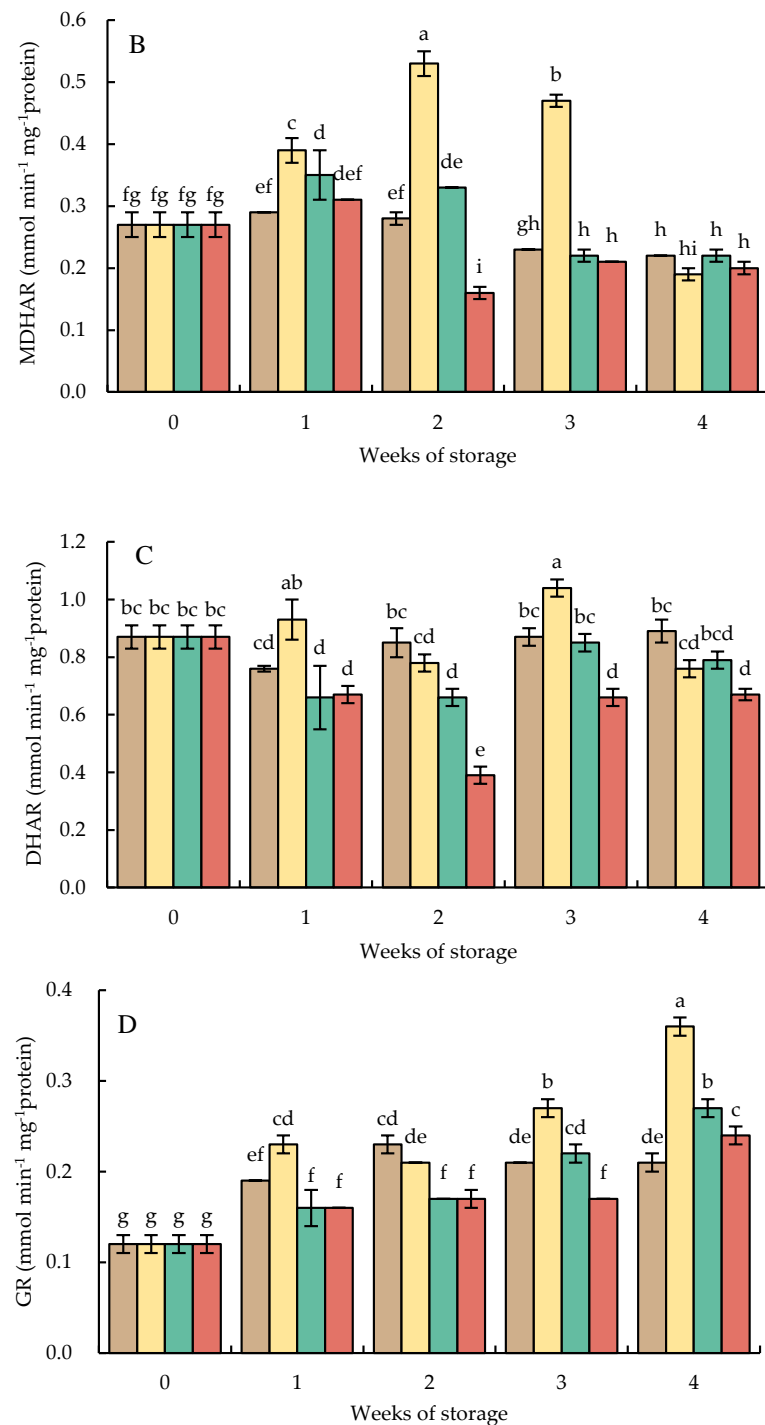 B
MDHAR (mmol min⁻¹ mg⁻¹protein)
0.6
0.5
0.4
0.3
0.2
0.1
0.0
fg fg fg fg
ef c d def
ef a de i
gh b h h
h hi h h
0 1 2 3 4
Weeks of storage
C
DHAR (mmol min⁻¹ mg⁻¹protein)
1.2
1.0
0.8
0.6
0.4
0.2
0.0
bc bc bc bc
cd ab d d
bc cd d e
bc a bc d
bc cd bcd d
0 1 2 3 4
Weeks of storage
D
GR (mmol min⁻¹ mg⁻¹protein)
0.4
0.3
0.2
0.1
0.0
g g g g
ef cd f f
cd de f f
de b cd f
de a b c
0 1 2 3 4
Weeks of storage